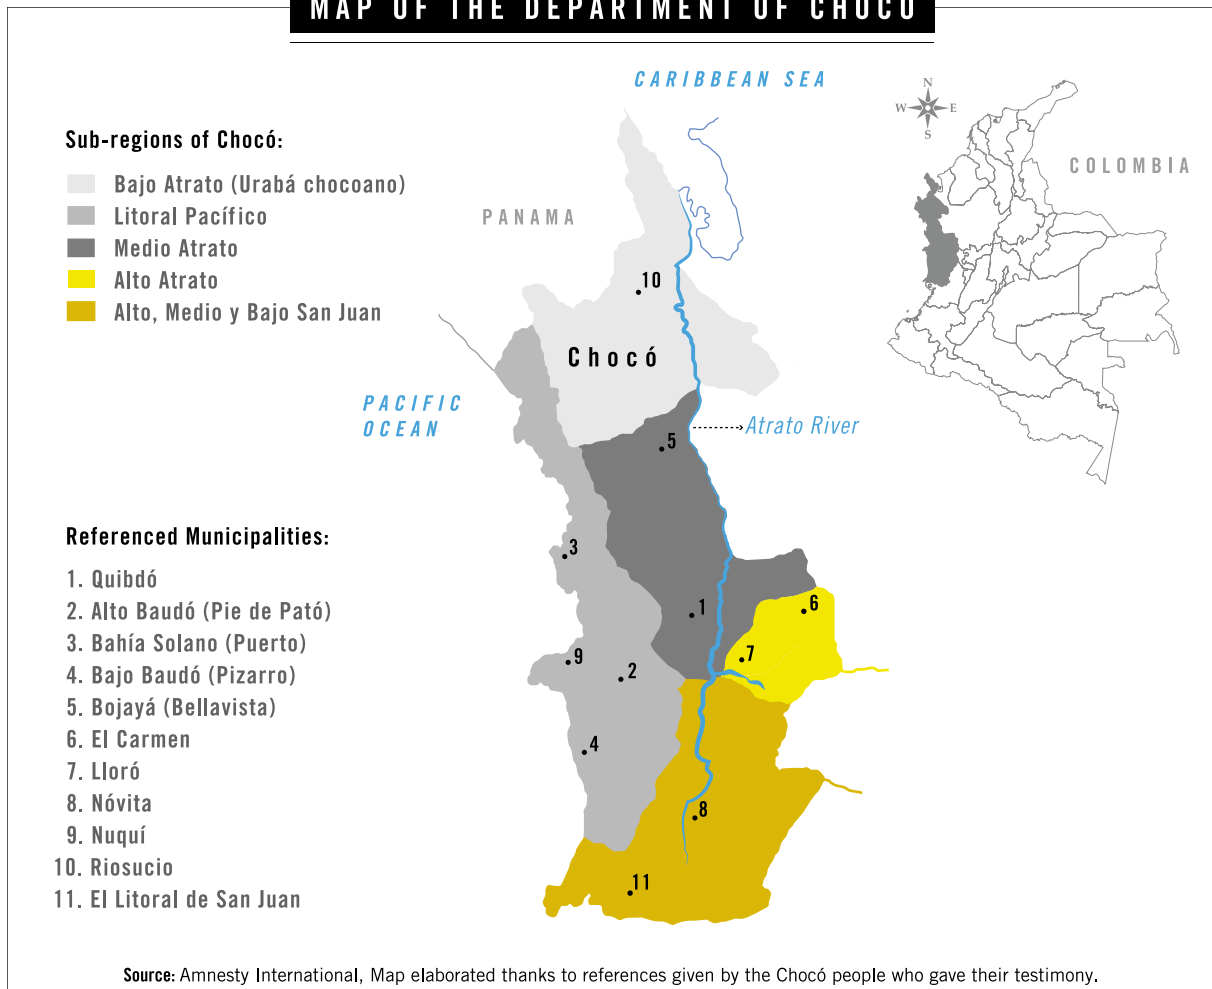 MAP OF THE DEPARTMENT OF CHOCÓ
CARIBBEAN SEA
N
W E
S
COLOMBIA
Sub-regions of Chocó:
Bajo Atrato (Urabá chocoano)
Litoral Pacífico
Medio Atrato
Alto Atrato
Alto, Medio y Bajo San Juan
PANAMA
10
Chocó
PACIFIC
OCEAN
Atrato River
5
3
1
6
7
9
2
4
8
11
Referenced Municipalities:
1. Quibdó
2. Alto Baudó (Pie de Pató)
3. Bahía Solano (Puerto)
4. Bajo Baudó (Pizarro)
5. Bojayá (Bellavista)
6. El Carmen
7. Lloró
8. Nóvita
9. Nuquí
10. Riosucio
11. El Litoral de San Juan
Source: Amnesty International, Map elaborated thanks to references given by the Chocó people who gave their testimony.